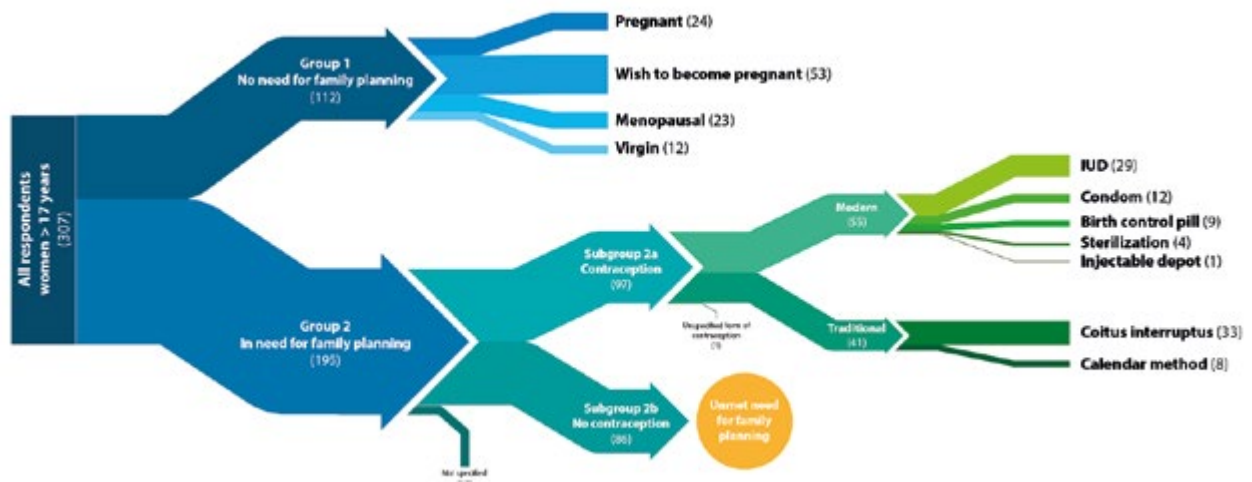 All respondents
women > 17 years
(307)
Group 1
No need for family planning
(112)
Pregnant (24)
Wish to become pregnant (53)
Menopausal (23)
Virgin (12)
Group 2
In need for family planning
(195)
Subgroup 2a
Contraception
(97)
Unspecified form of
contraception
Subgroup 2b
No contraception
(86)
Not specified
Unmet need
for family
planning
Modern
(55)
IUD (29)
Condom (12)
Birth control pill (9)
Sterilization (4)
Injectable depot (1)
Traditional
(41)
Coitus interruptus (33)
Calendar method (8)